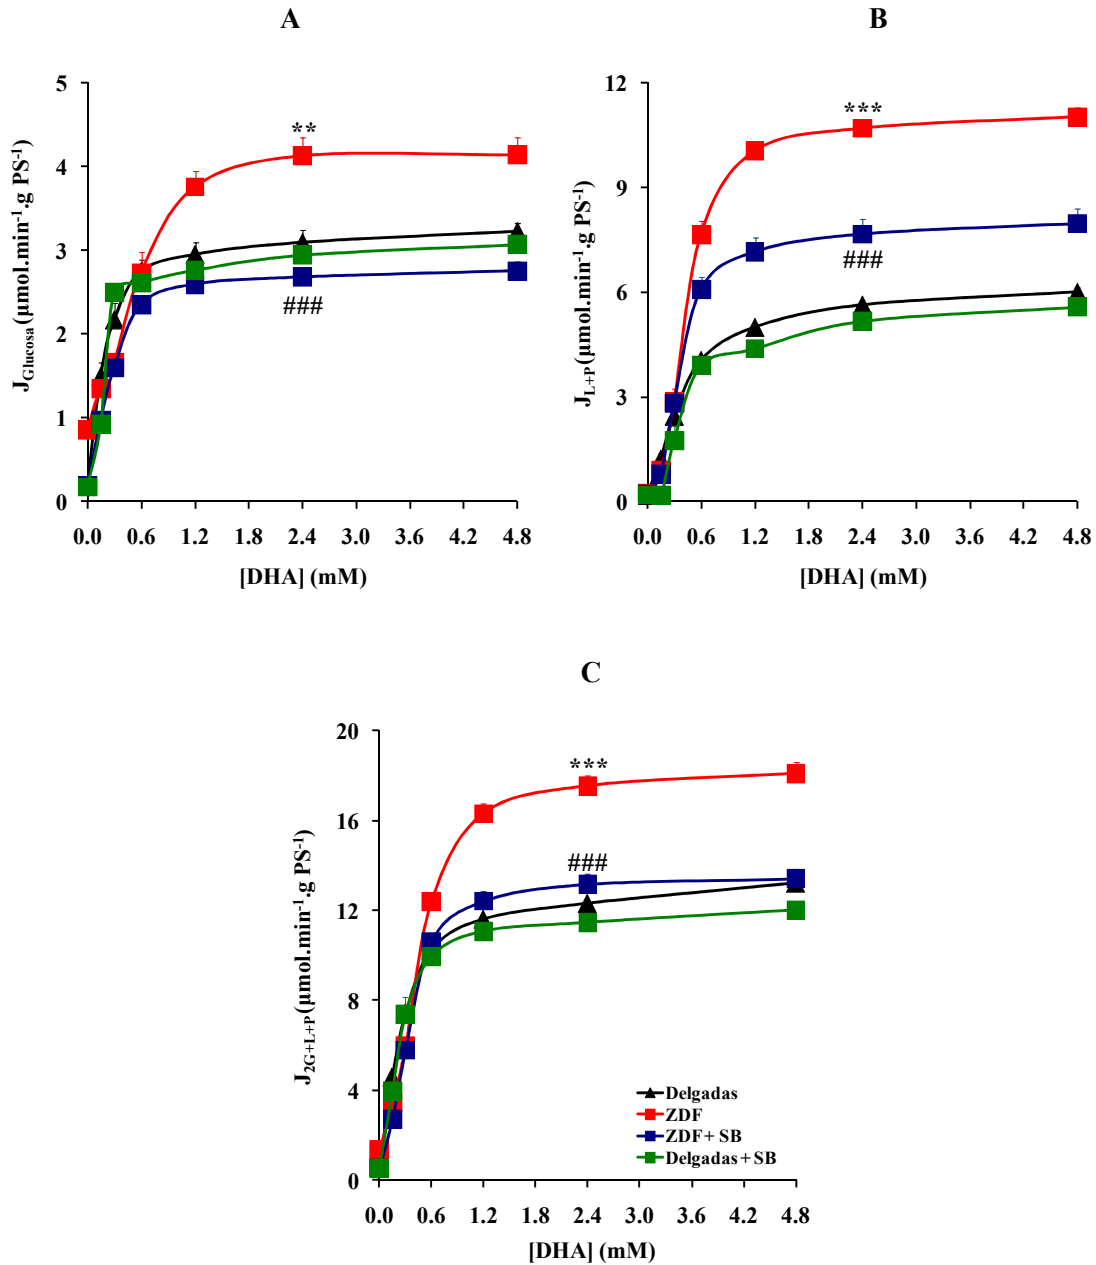 A
J Glucosa (µmol.min-1.g PS-1)
5
4
3
2
1
0
**
###
0.0 0.6 1.2 1.8 2.4 3.0 3.6 4.2 4.8
[DHA] (mM)
B
J L+P (µmol.min-1.g PS-1)
12
9
6
3
0
***
###
0.0 0.6 1.2 1.8 2.4 3.0 3.6 4.2 4.8
[DHA] (mM)
C
J 2G+L+P (µmol.min-1.g PS-1)
20
16
12
8
4
0
***
###
Delgadas
ZDF
ZDF + SB
Delgadas + SB
0.0 0.6 1.2 1.8 2.4 3.0 3.6 4.2 4.8
[DHA] (mM)